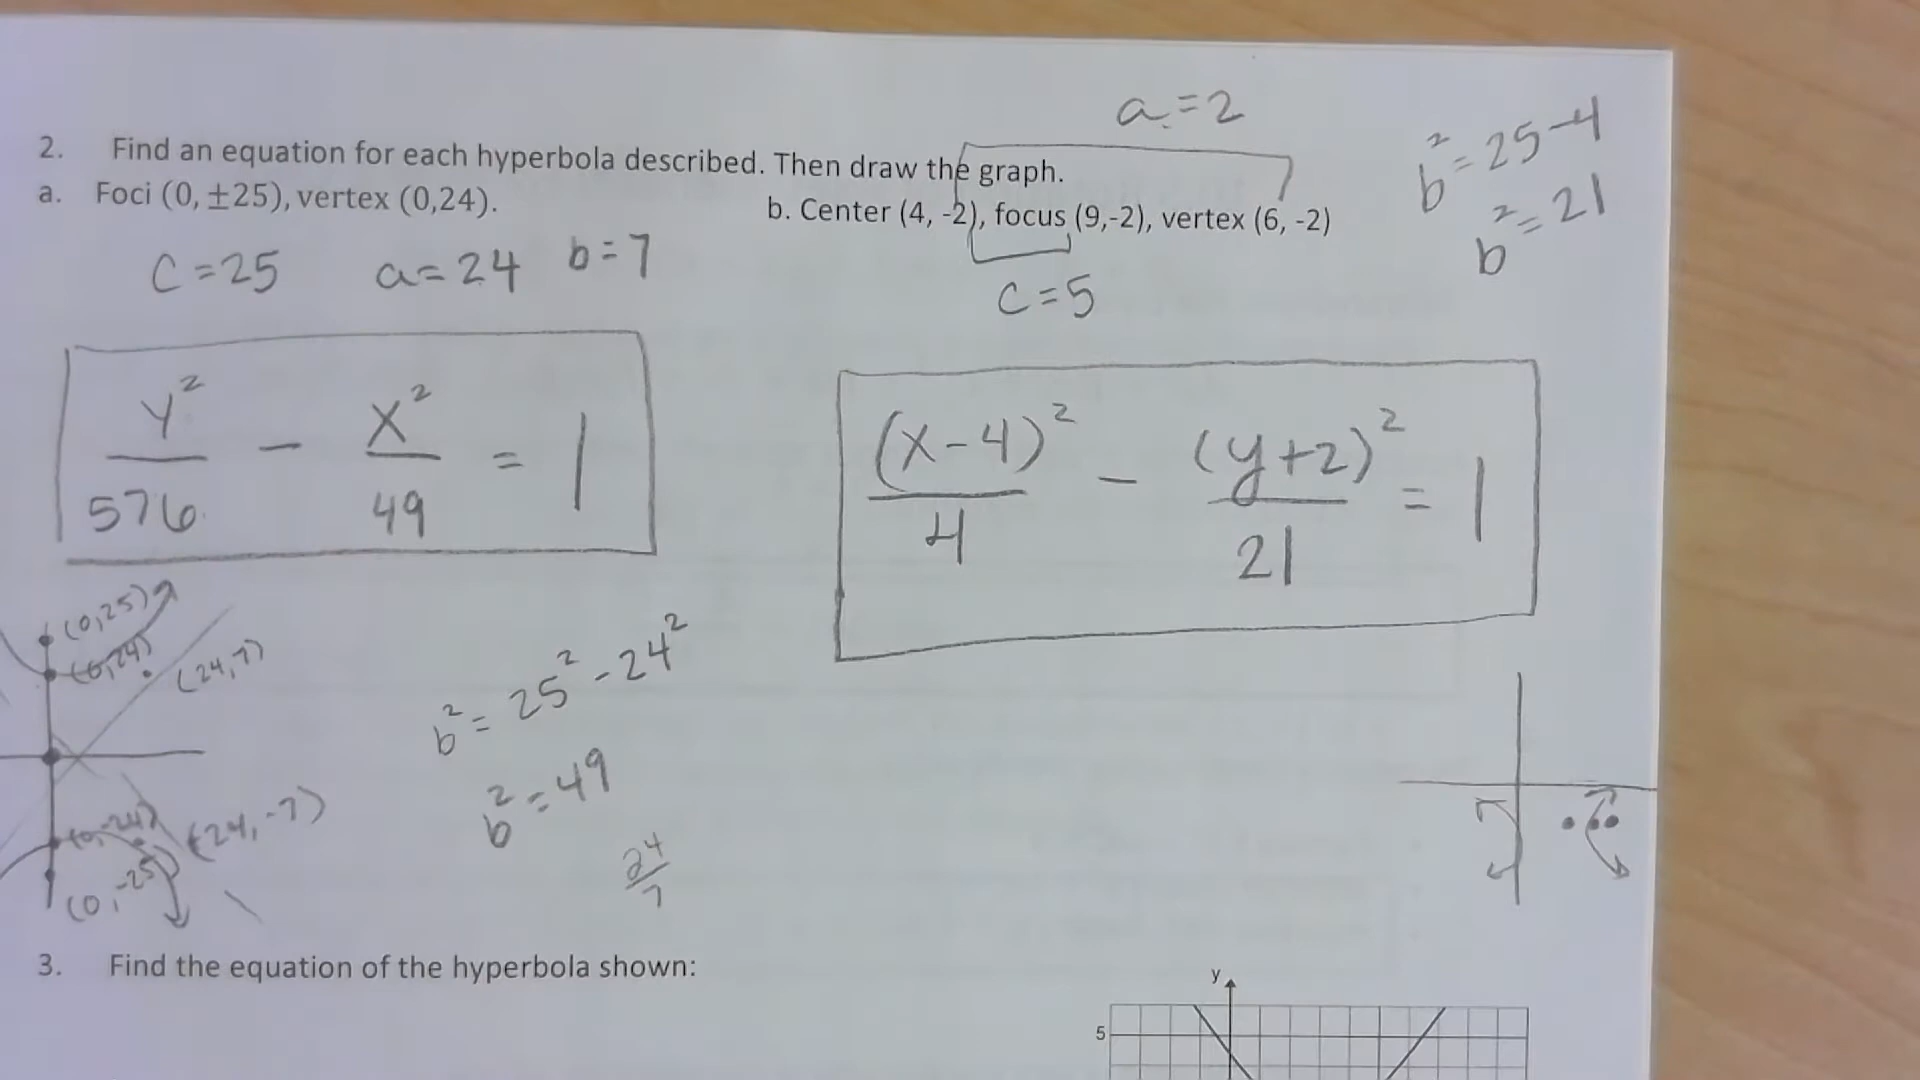 2. Find an equation for each hyperbola described. Then draw the graph.
a. Foci (0, ±25), vertex (0,24).
b. Center (4, -2), focus (9,-2), vertex (6, -2)
a = 2
c = 25 a = 24 b = 7
c = 5
b² = 25 - 4
b² = 21
y²/576 - x²/49 = 1
(x-4)²/4 - (y+2)²/21 = 1
(0,25)
(0,24)
(24,7)
(0,-24)
(24,-7)
(0,-25)
b² = 25² - 24²
b² = 49
24/7
3. Find the equation of the hyperbola shown:
y
5